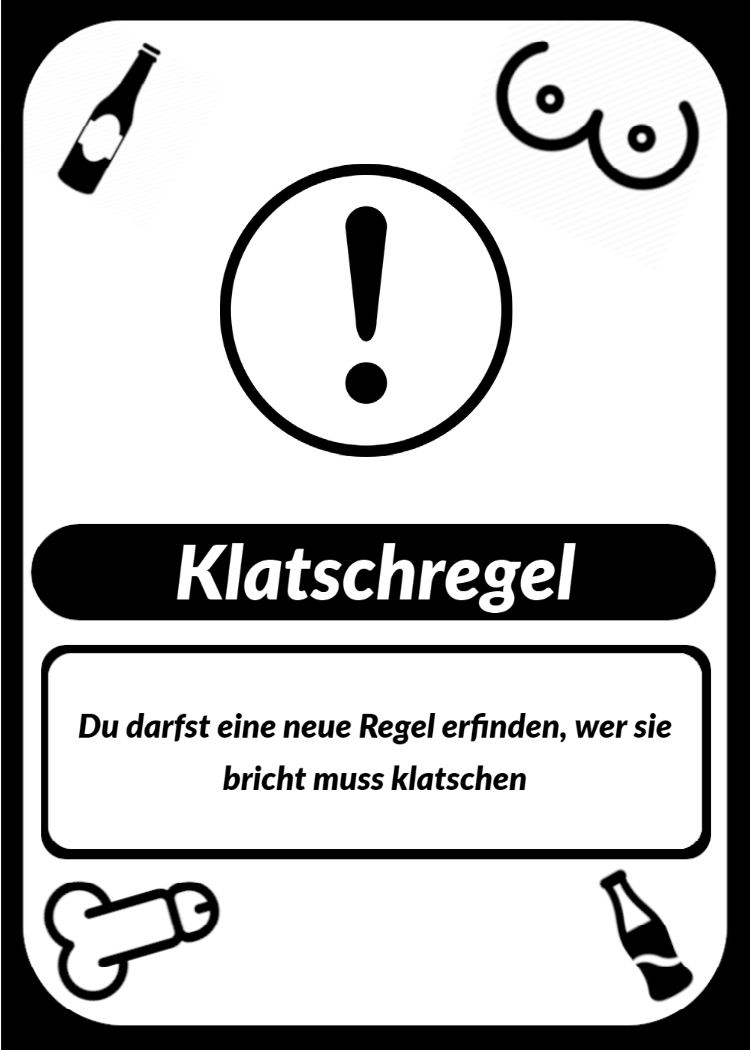 !
Klatschregel
Du darfst eine neue Regel erfinden, wer sie
bricht muss klatschen